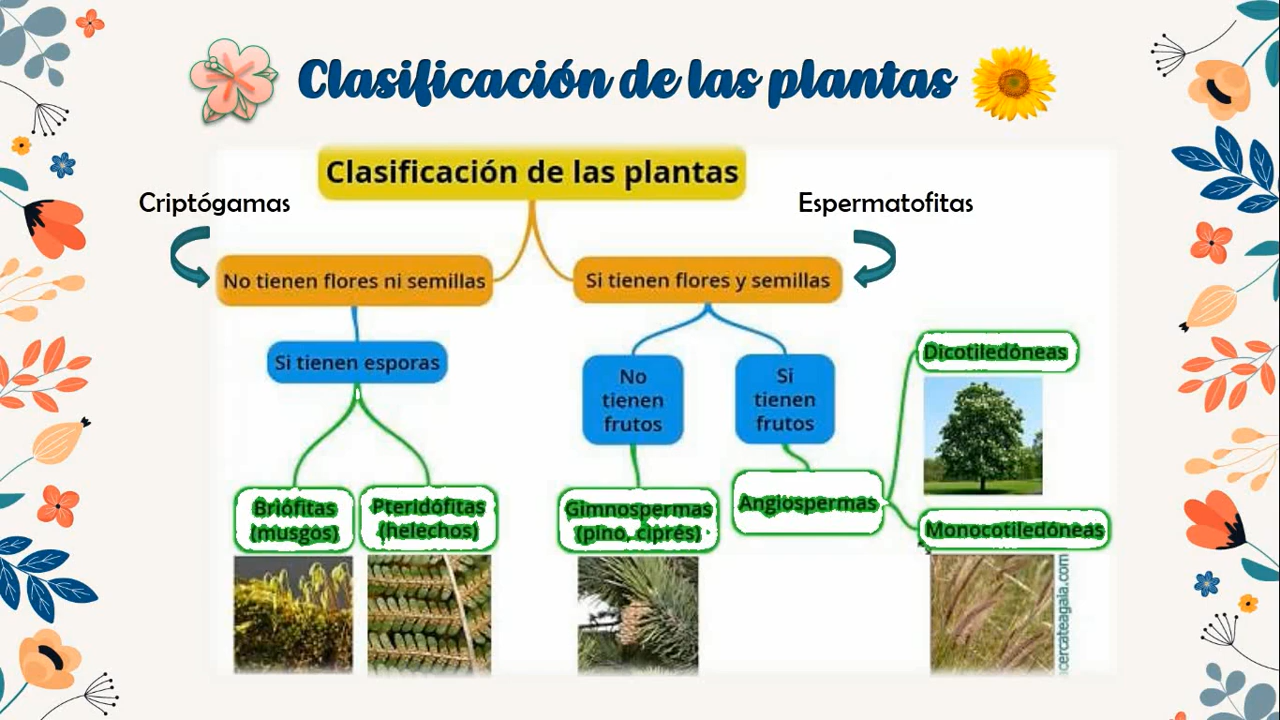 Clasificación de las plantas
Clasificación de las plantas
Criptógamas
Espermatofitas
No tienen flores ni semillas
Si tienen flores y semillas
Si tienen esporas
No
tienen
frutos
Si
tienen
frutos
Dicotiledóneas
Briófitas
(musgos)
Pteridófitas
(helechos)
Gimnospermas
(pino, ciprés)
Angiospermas
Monocotiledóneas
cercateagaia.com